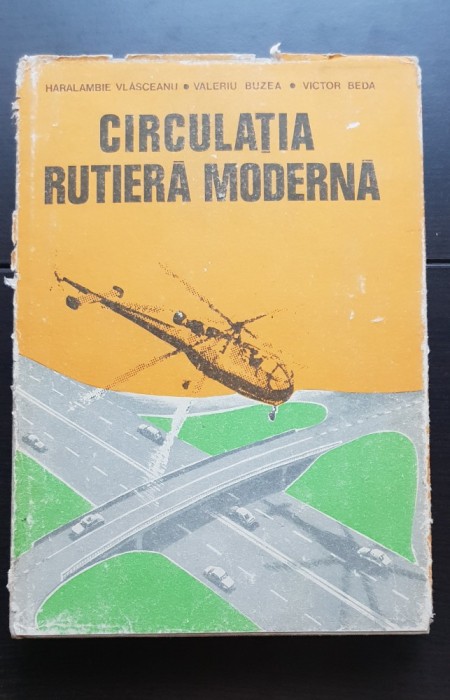 HARALAMBIE VLĂSCEANU • VALERIU BUZEA • VICTOR BEDA
CIRCULAȚIA
RUTIERĂ MODERNĂ